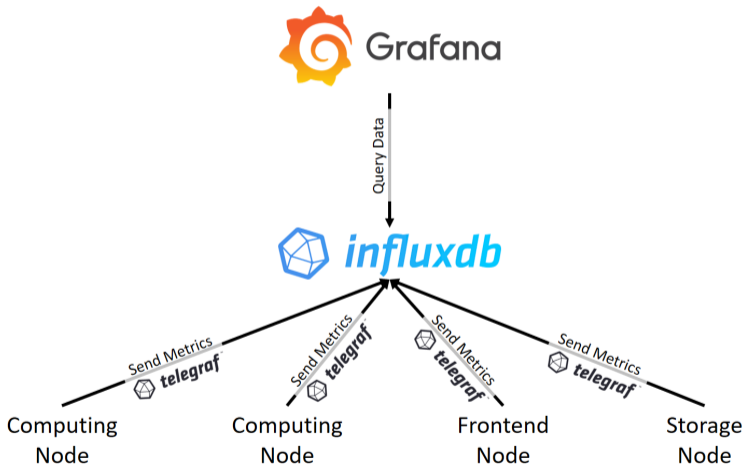 Grafana
Query Data
influxdb
Send Metrics
telegraf
Send Metrics
telegraf
Send Metrics
telegraf
Send Metrics
telegraf
Computing
Node
Computing
Node
Frontend
Node
Storage
Node